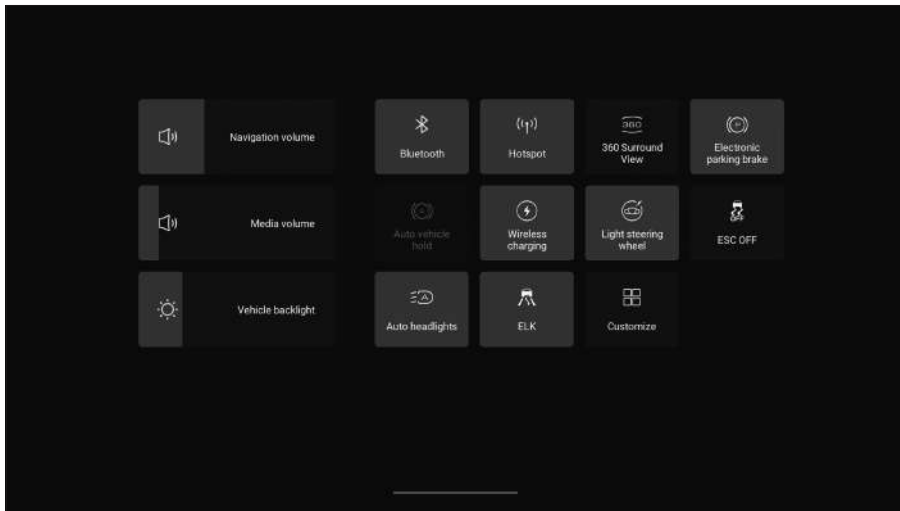 Navigation volume
Bluetooth
Hotspot
360
360 Surround
View
Electronic
parking brake
Media volume
Auto vehicle
hold
Wireless
charging
Light steering
wheel
ESC OFF
Vehicle backlight
A
Auto headlights
ELK
Customize